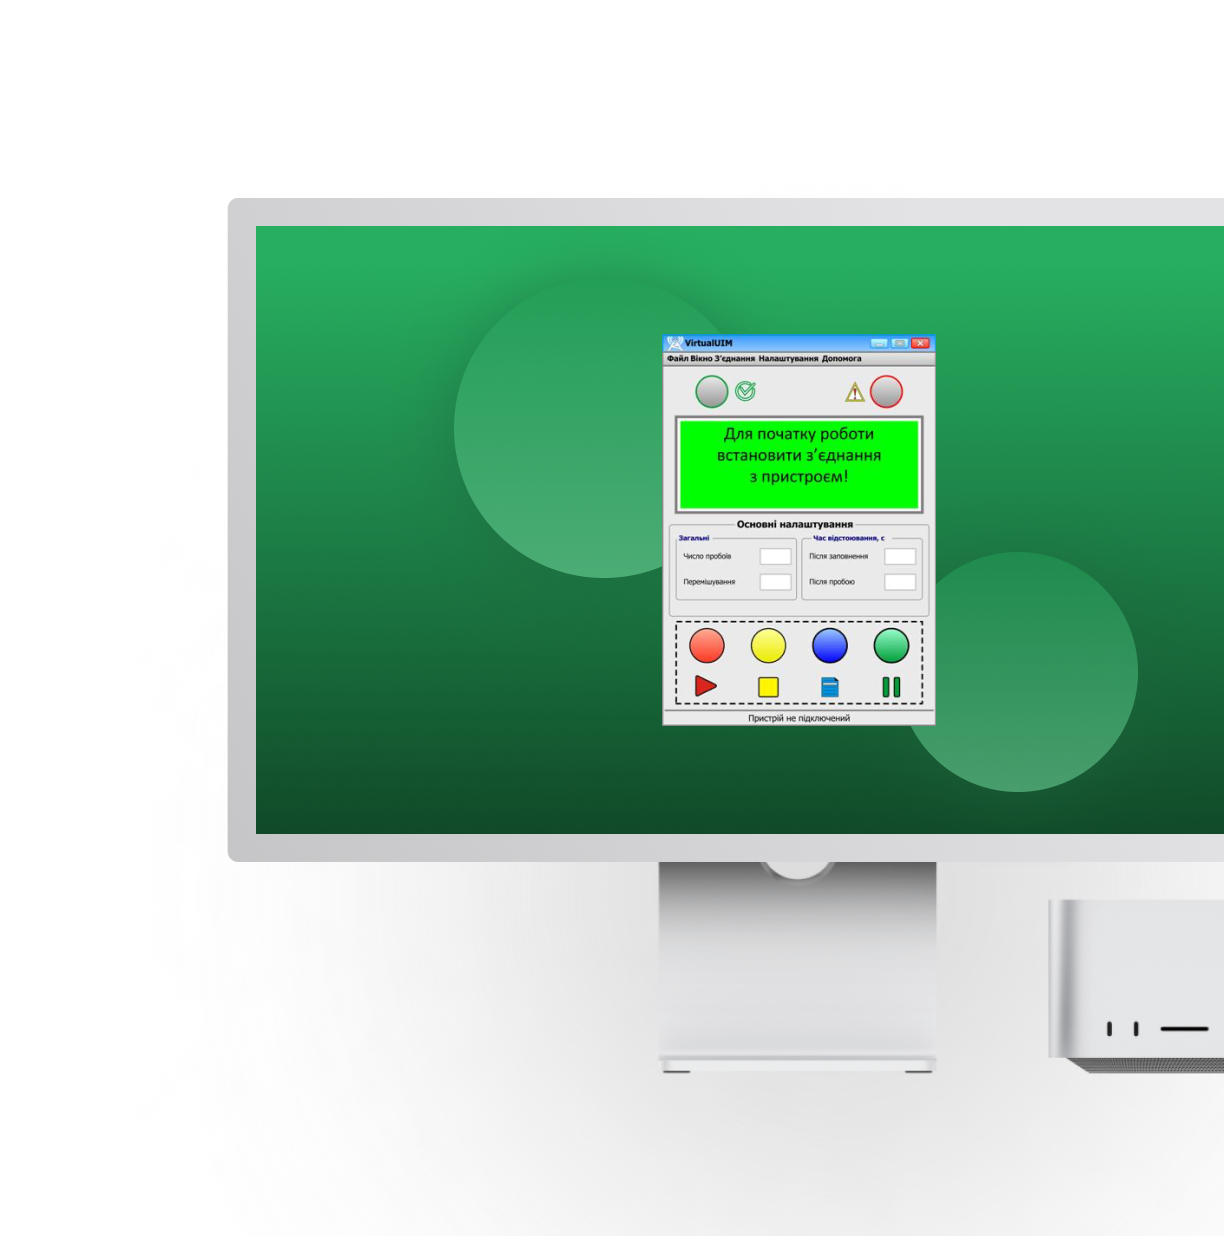 VirtualUIM
Файл Вікно З'єднання Налаштування Допомога
Для початку роботи
встановити з’єднання
з пристроєм!
Основні налаштування
Загальні
Число пробоїв
Перемішування
Час відстоювання, с
Після заповнення
Після пробою
Пристрій не підключений